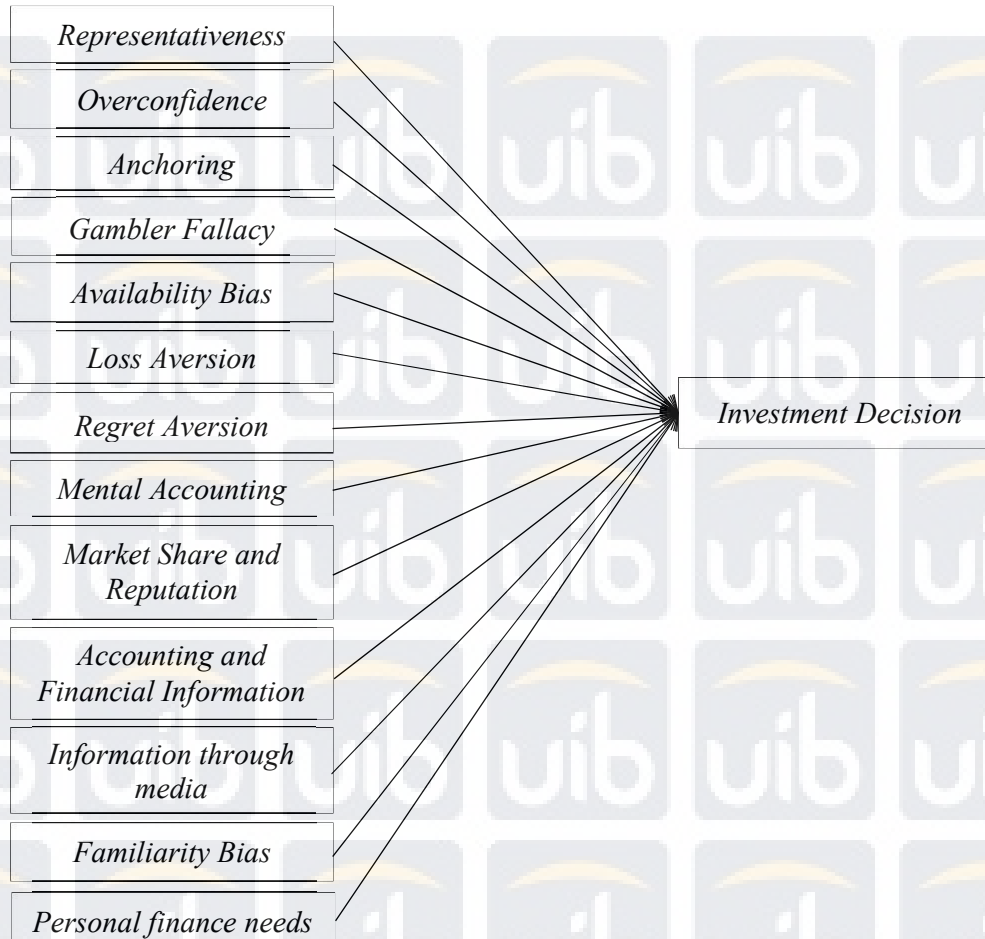 Representativeness
Overconfidence
Anchoring
Gambler Fallacy
Availability Bias
Loss Aversion
Regret Aversion
Mental Accounting
Market Share and
Reputation
Accounting and
Financial Information
Information through
media
Familiarity Bias
Personal finance needs
Investment Decision
uib